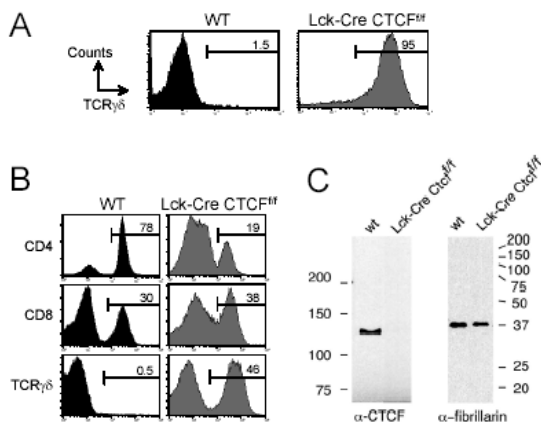 A
WT
Lck-Cre CTCFf/f
Counts
TCRγδ
1.5
95
B
WT
Lck-Cre CTCFf/f
CD4
78
19
CD8
30
38
TCRγδ
0.5
46
C
wt
Lck-Cre Ctcff/f
wt
Lck-Cre Ctcff/f
200
150
100
75
200
150
100
75
50
37
25
20
α-CTCF
α-fibrillarin